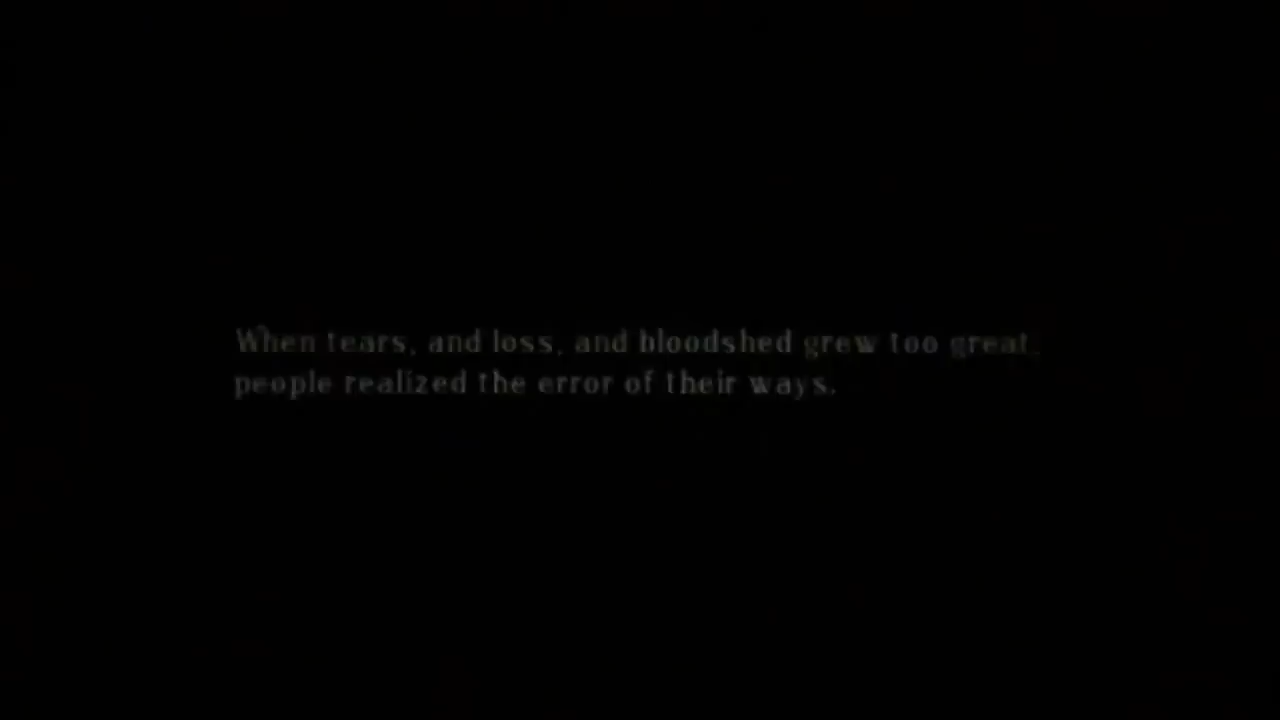 When tears, and loss, and bloodshed grew too great,
people realized the error of their ways.